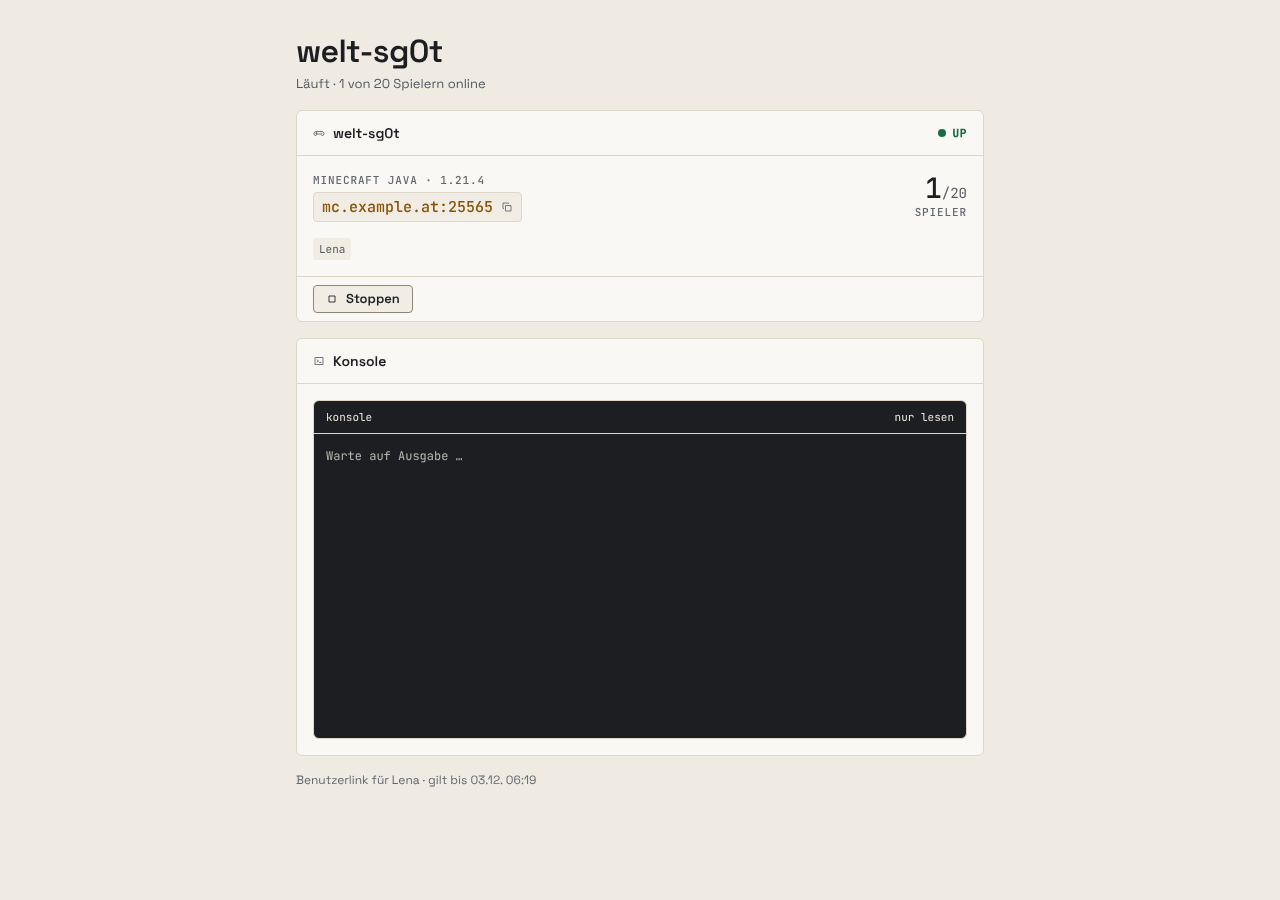 welt-sg0t
Läuft · 1 von 20 Spielern online
welt-sg0t
UP
MINECRAFT JAVA · 1.21.4
mc.example.at:25565
1/20
SPIELER
Lena
Stoppen
Konsole
konsole
nur lesen
Warte auf Ausgabe …
Benutzerlink für Lena · gilt bis 03.12. 06:19